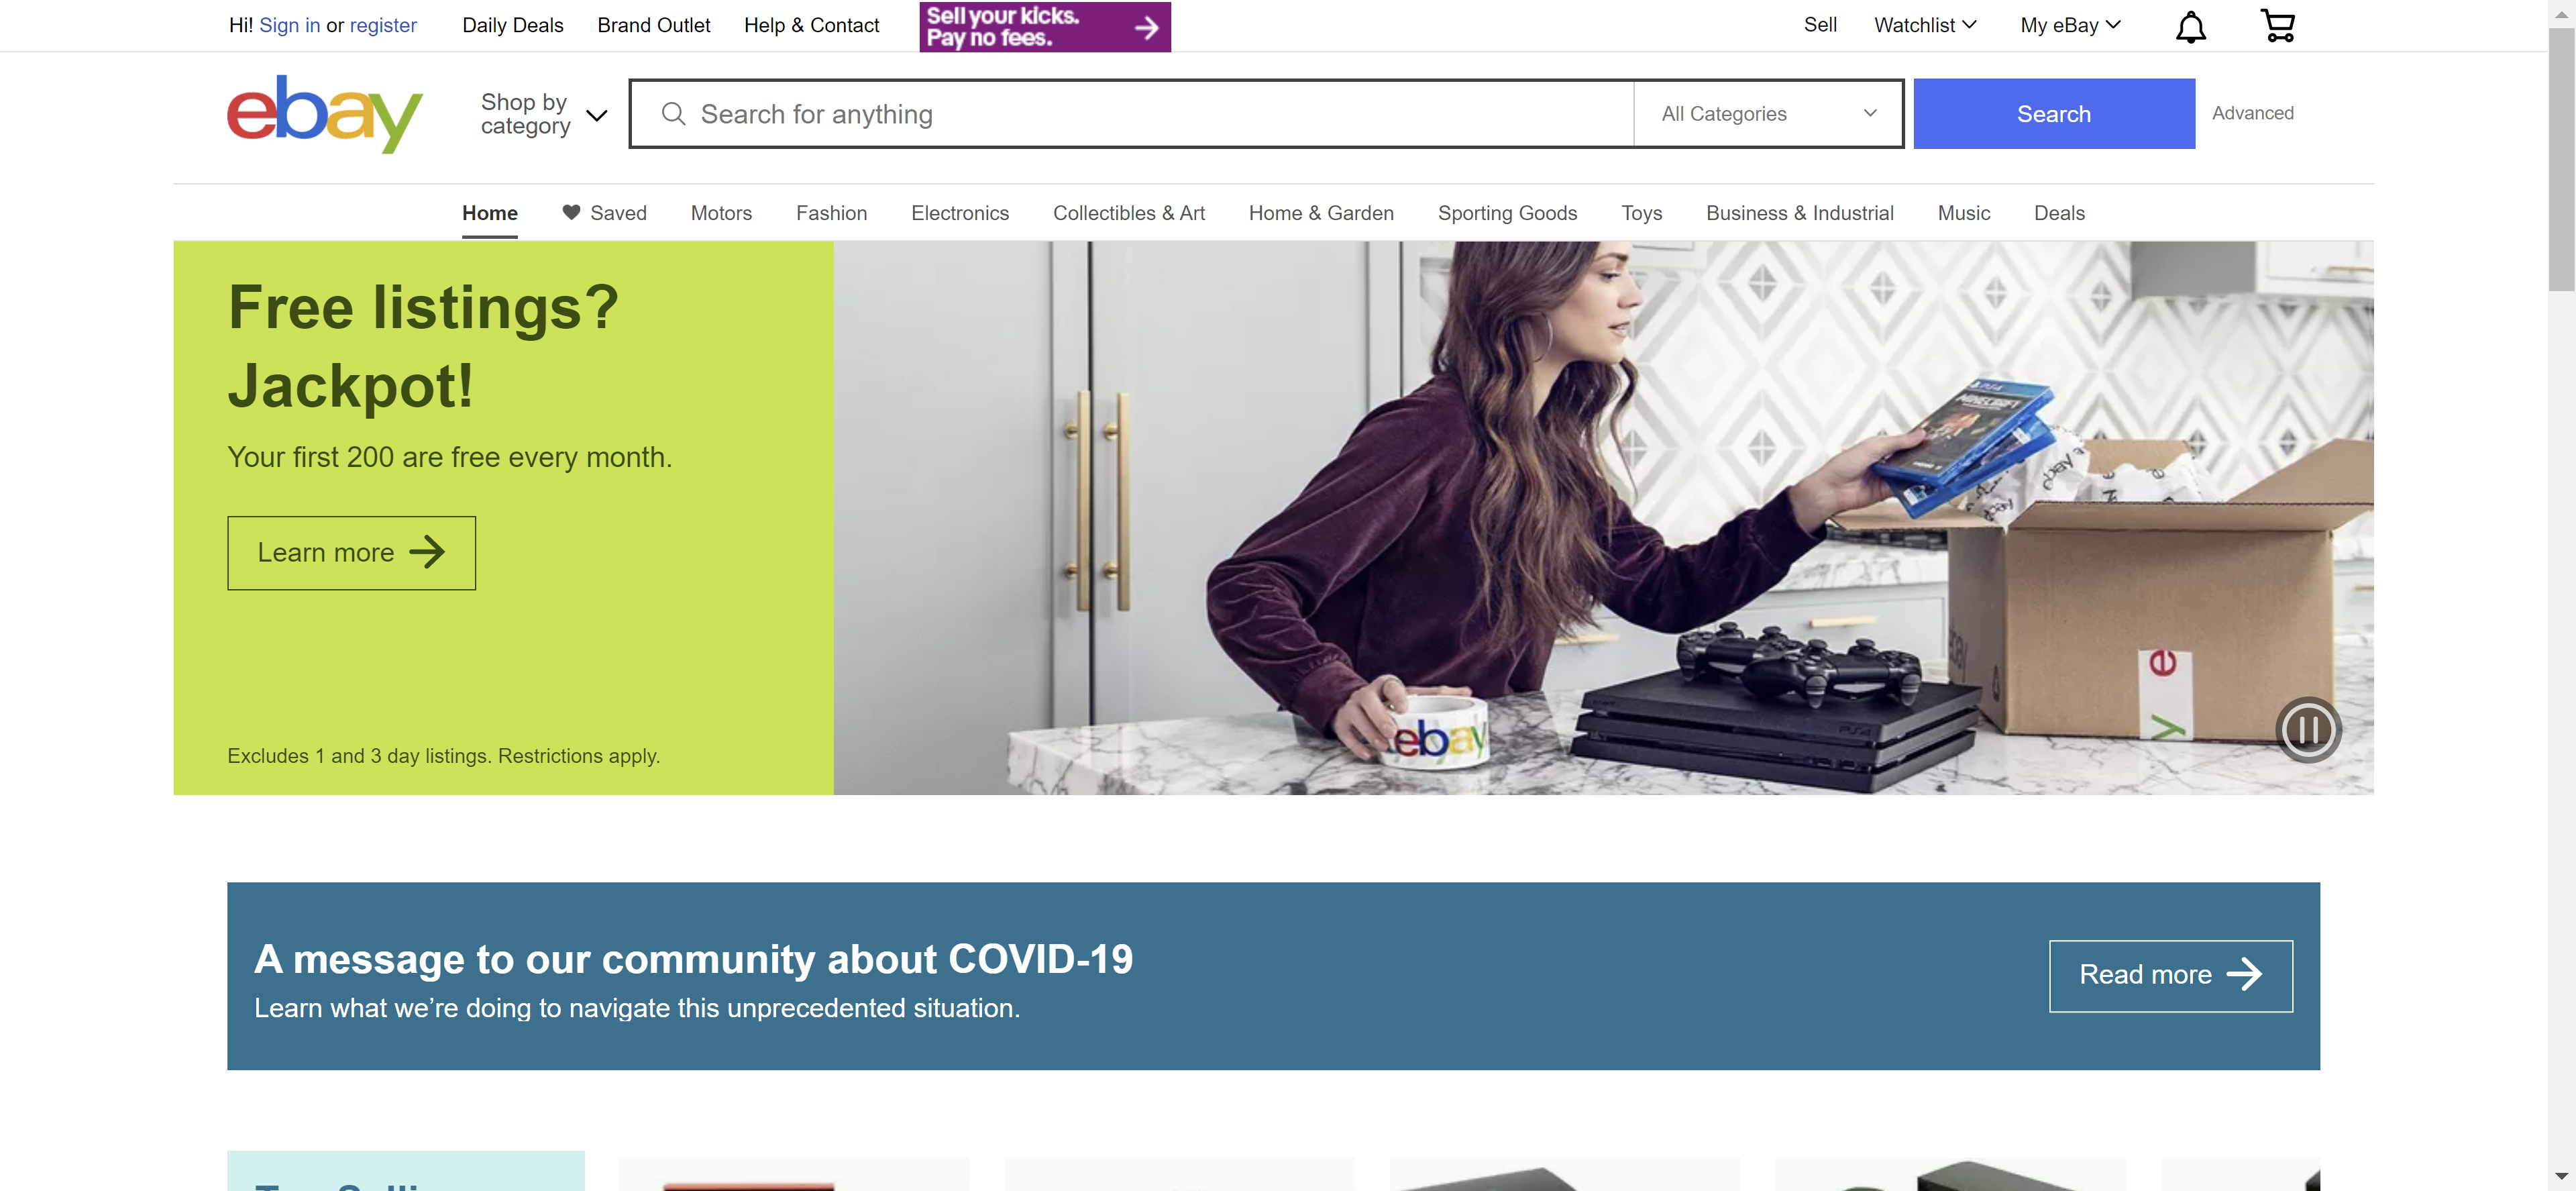 Hi! Sign in or register
Daily Deals
Brand Outlet
Help & Contact
Sell your kicks.
Pay no fees.
Sell
Watchlist
My eBay
ebay
Shop by
category
Search for anything
All Categories
Search
Advanced
Home
Saved
Motors
Fashion
Electronics
Collectibles & Art
Home & Garden
Sporting Goods
Toys
Business & Industrial
Music
Deals
Free listings?
Jackpot!
Your first 200 are free every month.
Learn more
Excludes 1 and 3 day listings. Restrictions apply.
PS4
MINECRAFT
ebay
A message to our community about COVID-19
Learn what we’re doing to navigate this unprecedented situation.
Read more